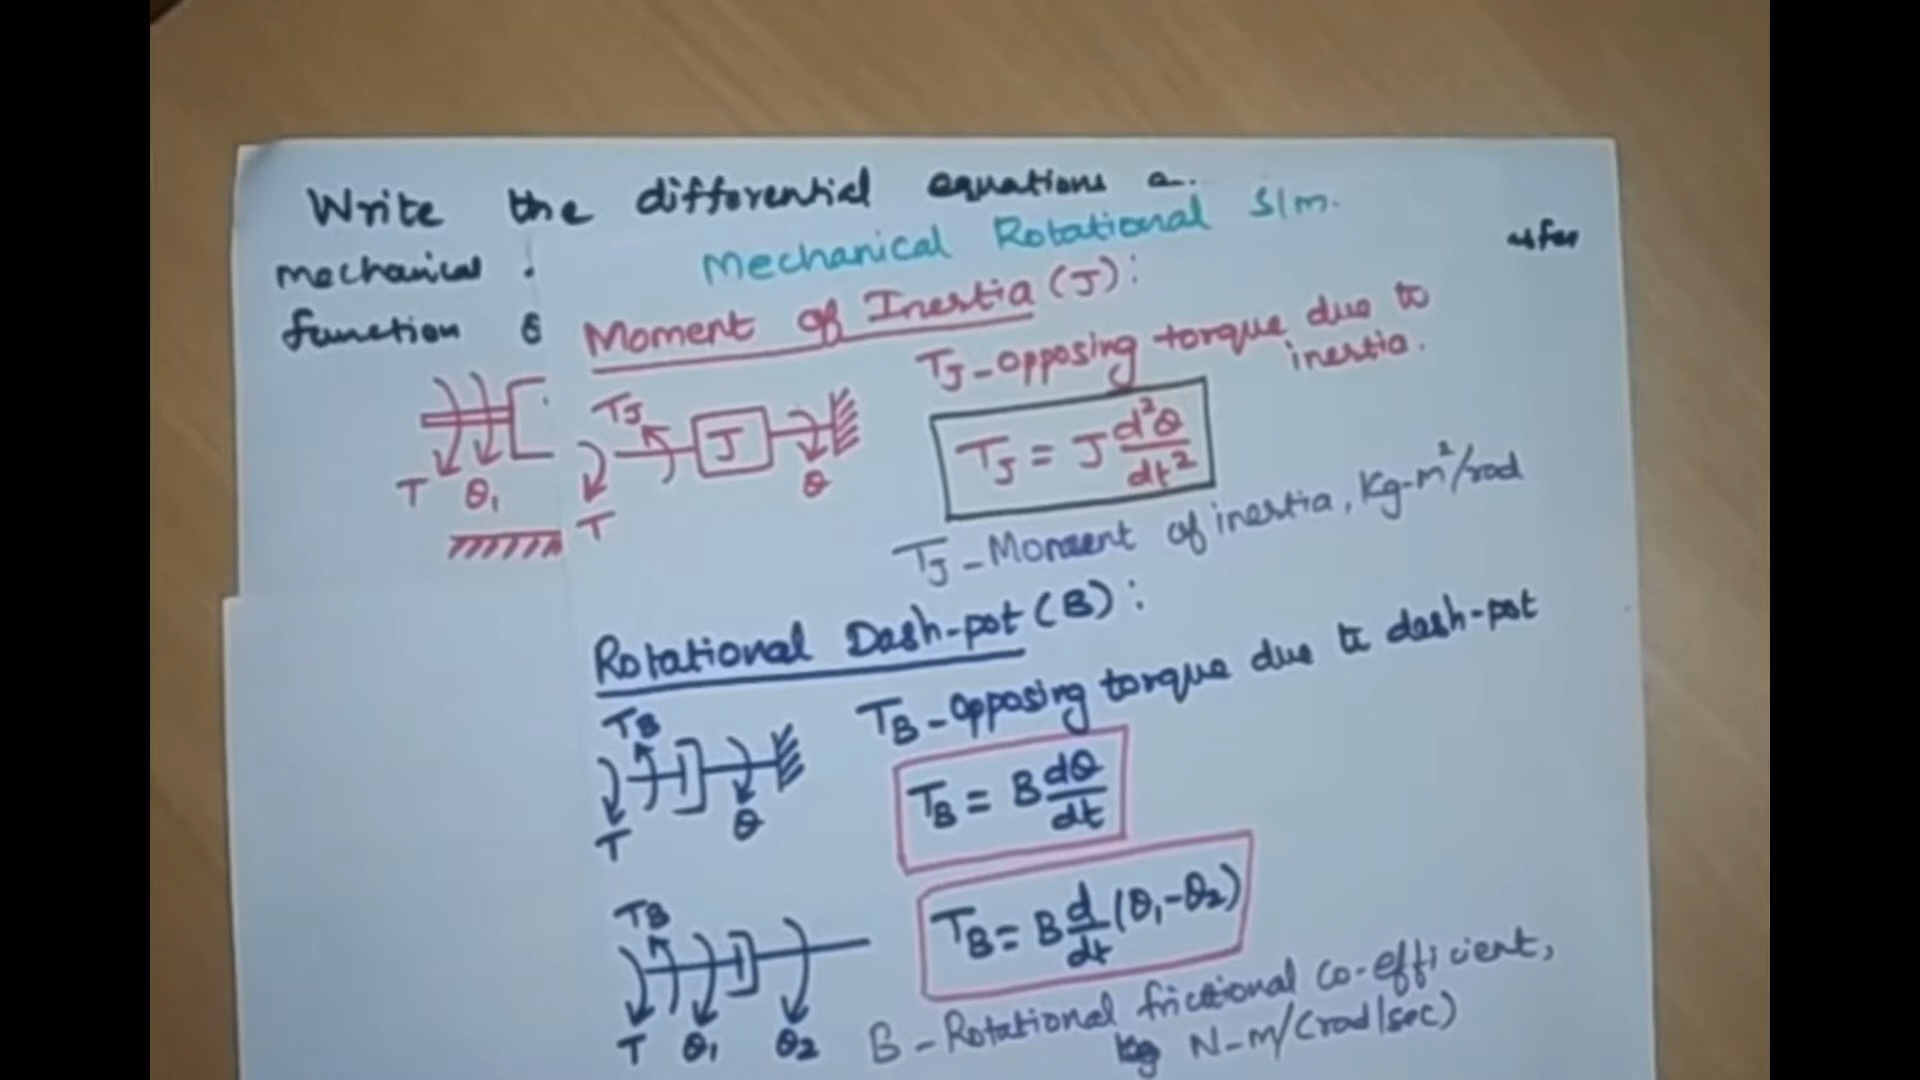 Write the differential equations
mechanical
function
Mechanical Rotational S/m.
Moment of Inertia (J):
TJ - Opposing torque due to
inertia.
TJ
J
T
θ
TJ = J d²θ/dt²
TJ - Moment of inertia, Kg-m²/rad
T θ1
Rotational Dash-pot (B):
TB - Opposing torque due to dash-pot
TB
T
θ
TB = B dθ/dt
TB
T θ1 θ2
TB = B d/dt (θ1-θ2)
B - Rotational frictional co-efficient,
N-m/(rad/sec)